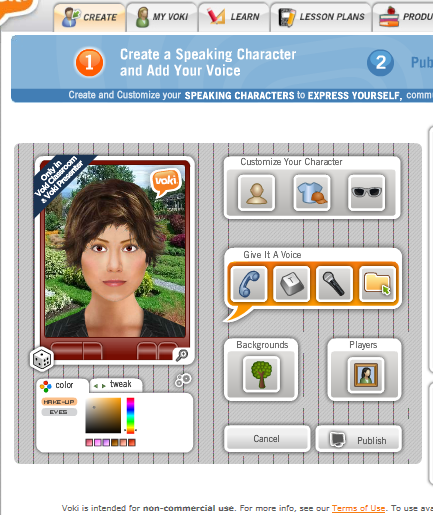 CREATE
MY VOKI
LEARN
LESSON PLANS
PRODU
1
Create a Speaking Character
and Add Your Voice
2
Pub
Create and Customize your SPEAKING CHARACTERS to EXPRESS YOURSELF, comm
Only in
Voki Classroom
& Voki Presenter
voki
Customize Your Character
Give It A Voice
Backgrounds
Players
color
tweak
MAKE-UP
EYES
Cancel
Publish
Voki is intended for non-commercial use. For more info, see our Terms of Use. To use ava